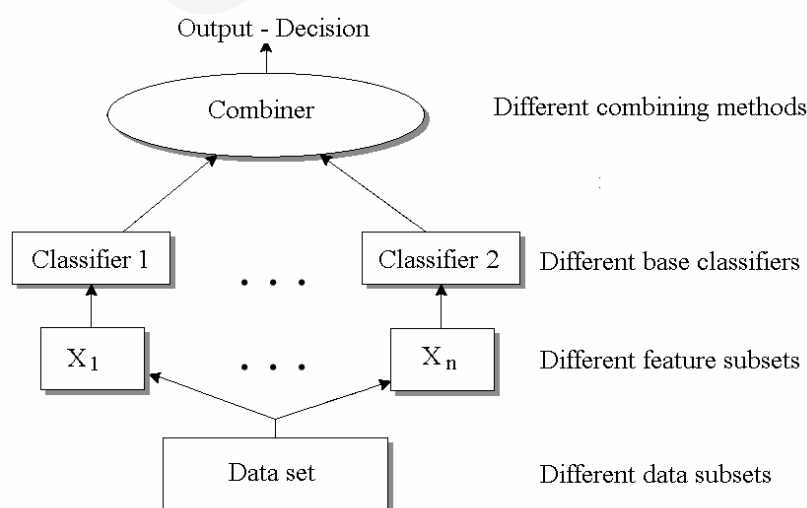 Output - Decision
Combiner
Different combining methods
Classifier 1
. . .
Classifier 2
Different base classifiers
X1
. . .
Xn
Different feature subsets
Data set
Different data subsets